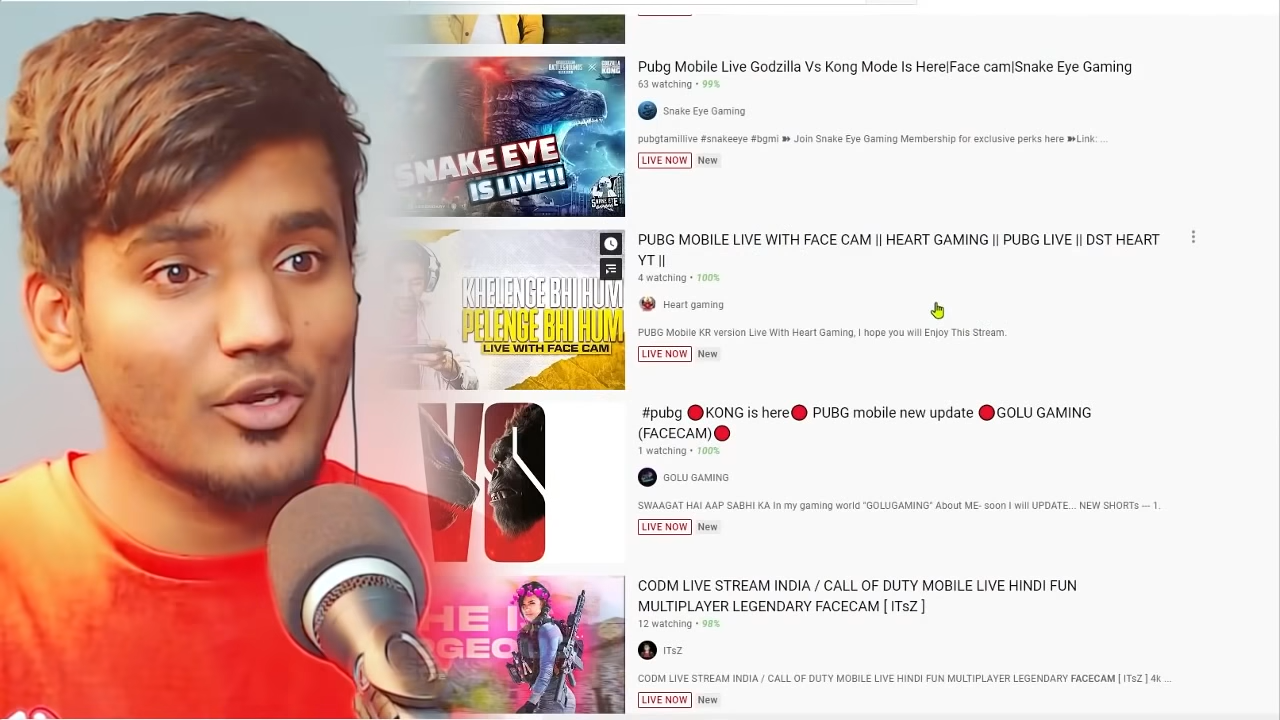 Pubg Mobile Live Godzilla Vs Kong Mode Is Here|Face cam|Snake Eye Gaming
63 watching • 99%
Snake Eye Gaming
pubgtamillive #snakeeye #bgmi ➽ Join Snake Eye Gaming Membership for exclusive perks here ➽Link: ...
LIVE NOW New
SNAKE EYE
IS LIVE!!
PUBG MOBILE LIVE WITH FACE CAM || HEART GAMING || PUBG LIVE || DST HEART
YT ||
4 watching • 100%
Heart gaming
PUBG Mobile KR version Live With Heart Gaming, I hope you will Enjoy This Stream.
LIVE NOW New
KHELENGE BHI HUM
PELENGE BHI HUM
LIVE WITH FACE CAM
#pubg 🔴KONG is here🔴 PUBG mobile new update 🔴GOLU GAMING
(FACECAM)🔴
1 watching • 100%
GOLU GAMING
SWAAGAT HAI AAP SABHI KA In my gaming world "GOLUGAMING" About ME- soon I will UPDATE... NEW SHORTs --- 1.
LIVE NOW New
CODM LIVE STREAM INDIA / CALL OF DUTY MOBILE LIVE HINDI FUN
MULTIPLAYER LEGENDARY FACECAM [ ITsZ ]
12 watching • 98%
ITsZ
CODM LIVE STREAM INDIA / CALL OF DUTY MOBILE LIVE HINDI FUN MULTIPLAYER LEGENDARY FACECAM [ ITsZ ] 4k ...
LIVE NOW New